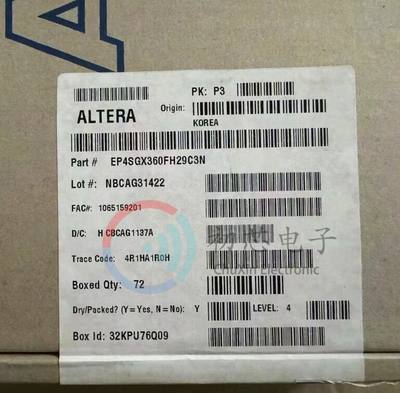 PK: P3
ALTERA
Origin:
KOREA
Part # EP4SGX360FH29C3N
Lot #: NBCAG31422
FAC#: 1065159201
D/C: H CBCAG1137A
Trace Code: 4R1HA1R0H
初芯电子
ChuXin Electronic
Boxed Qty: 72
Dry/Packed? (Y=Yes, N=No): Y LEVEL: 4
Box Id: 32KPU76Q09